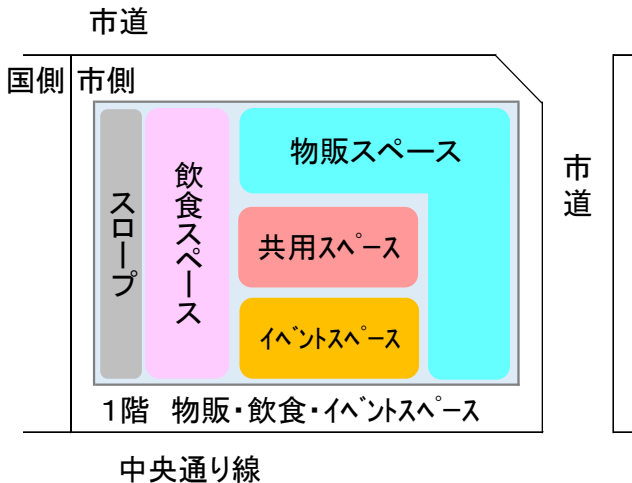 市道
国側
市側
スロープ
飲食スペース
物販スペース
共用スペース
イベントスペース
市道
1階 物販・飲食・イベントスペース
中央通り線